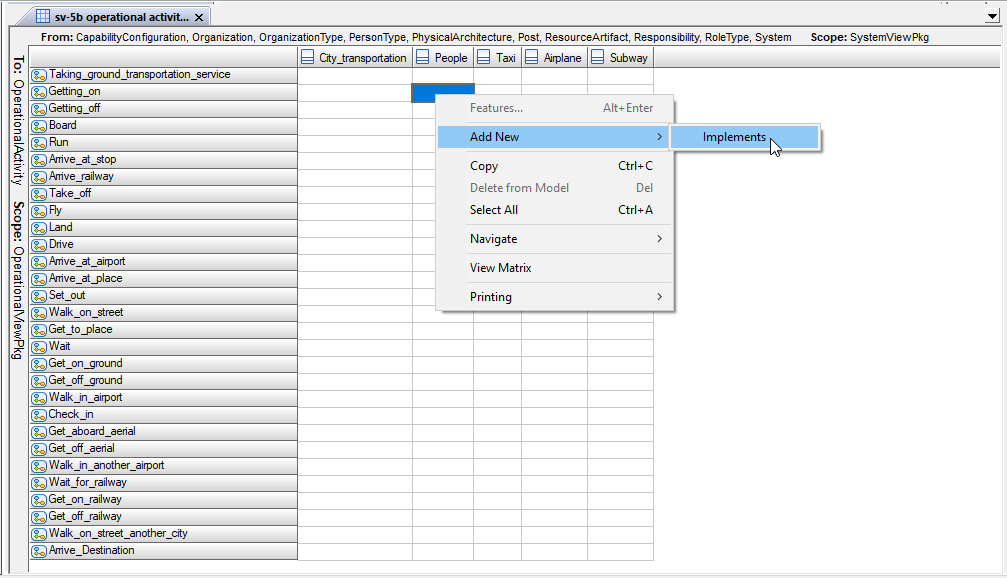 sv-5b operational activit...
From: CapabilityConfiguration, Organization, OrganizationType, PersonType, PhysicalArchitecture, Post, ResourceArtifact, Responsibility, RoleType, System Scope: SystemViewPkg
To: OperationalActivity Scope: OperationalViewPkg
City_transportation People Taxi Airplane Subway
Taking_ground_transportation_service
Getting_on
Getting_off
Board
Run
Arrive_at_stop
Arrive_railway
Take_off
Fly
Land
Drive
Arrive_at_airport
Arrive_at_place
Set_out
Walk_on_street
Get_to_place
Wait
Get_on_ground
Get_off_ground
Walk_in_airport
Check_in
Get_aboard_aerial
Get_off_aerial
Walk_in_another_airport
Wait_for_railway
Get_on_railway
Get_off_railway
Walk_on_street_another_city
Arrive_Destination
Features... Alt+Enter
Add New
Implements
Copy Ctrl+C
Delete from Model Del
Select All Ctrl+A
Navigate
View Matrix
Printing